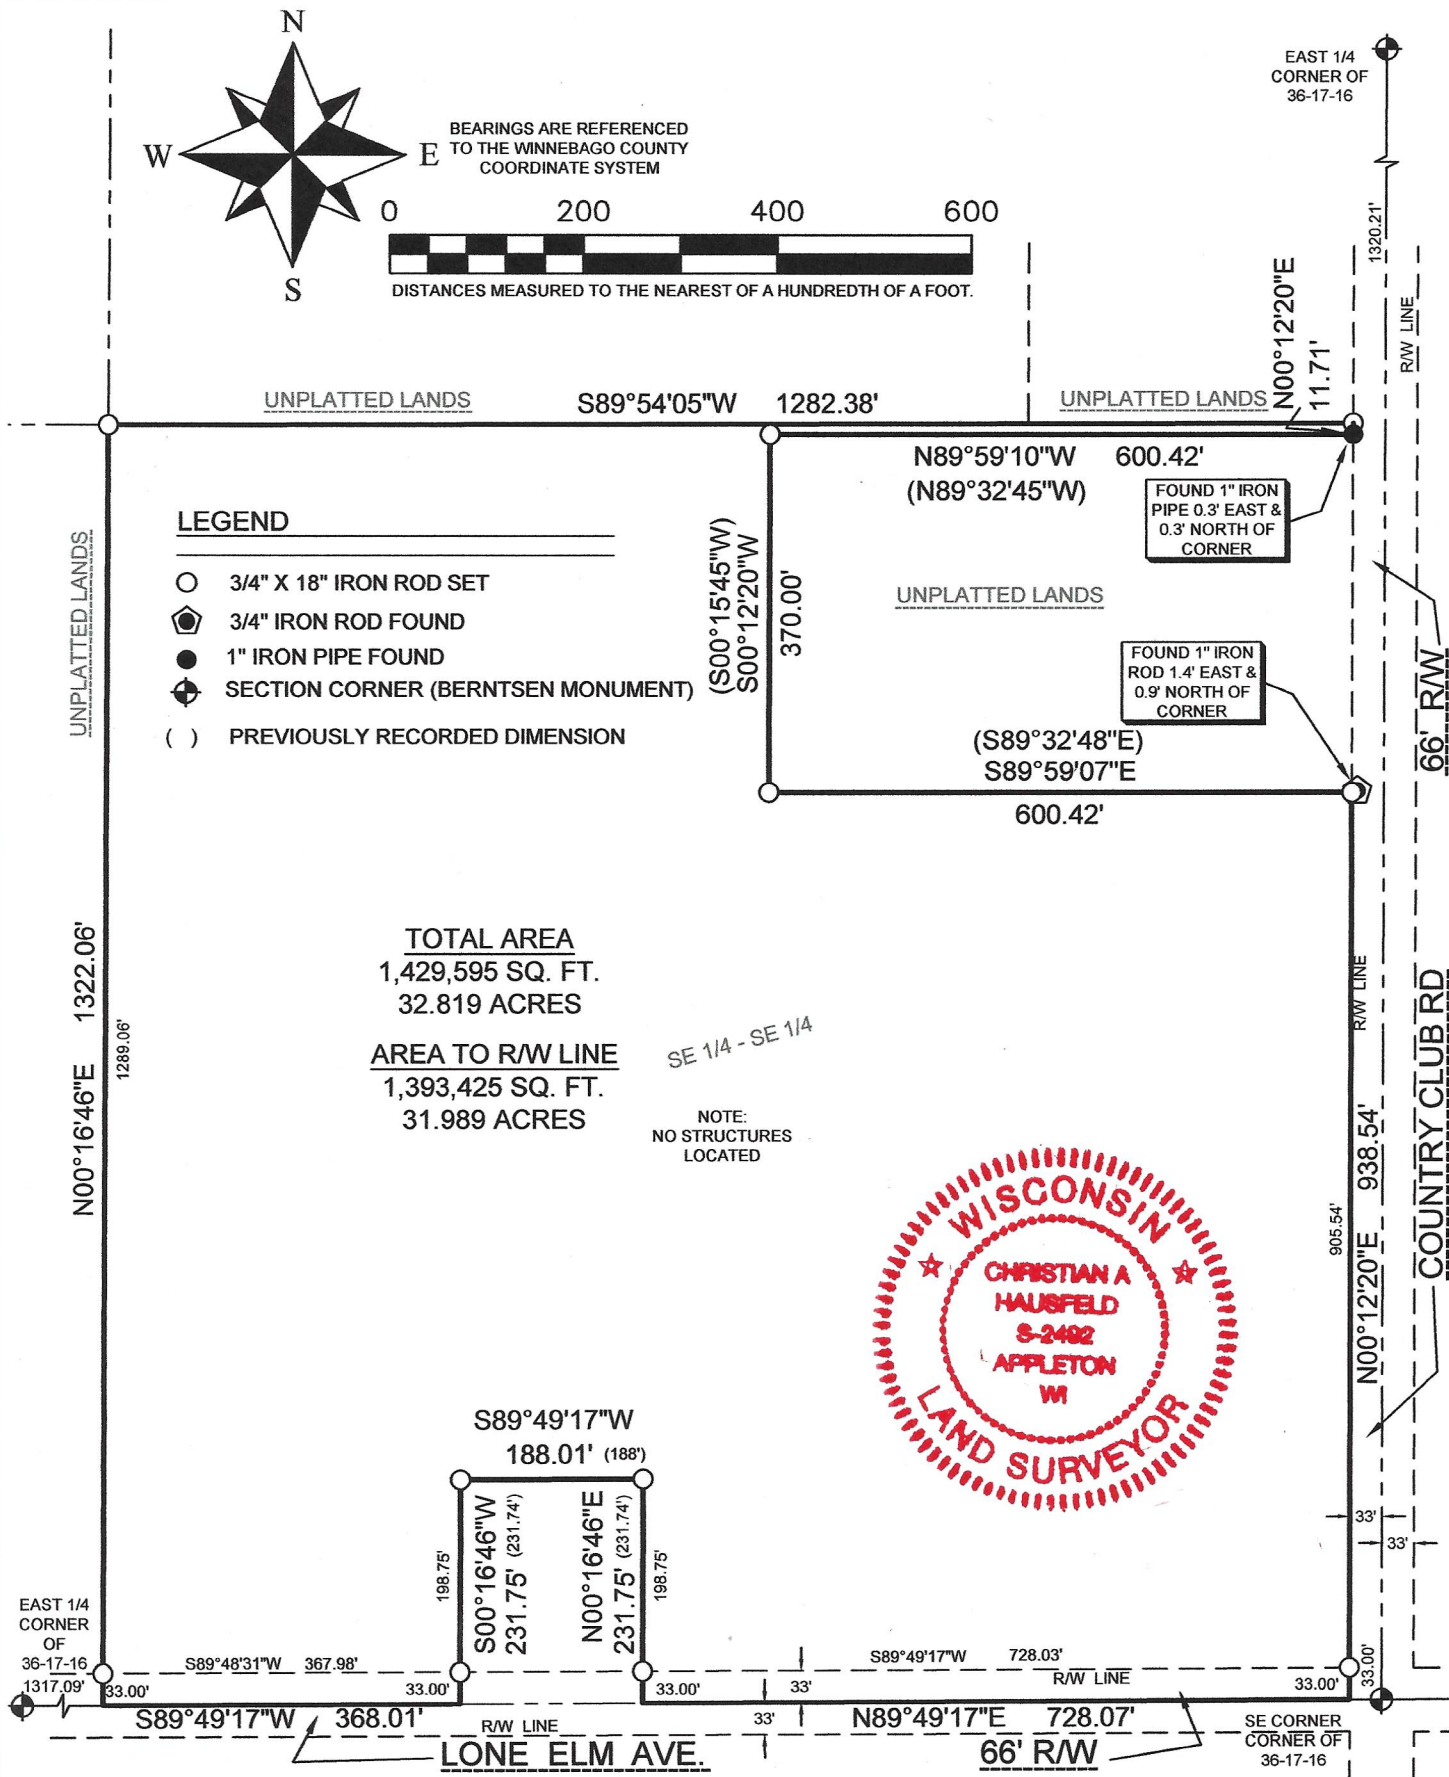 N
W
E
S
BEARINGS ARE REFERENCED
TO THE WINNEBAGO COUNTY
COORDINATE SYSTEM
0 200 400 600
DISTANCES MEASURED TO THE NEAREST OF A HUNDREDTH OF A FOOT.
EAST 1/4
CORNER OF
36-17-16
1320.21'
R/W LINE
N00°12'20"E
11.71'
UNPLATTED LANDS
S89°54'05"W 1282.38'
UNPLATTED LANDS
N89°59'10"W 600.42'
(N89°32'45"W)
FOUND 1" IRON
PIPE 0.3' EAST &
0.3' NORTH OF
CORNER
LEGEND
3/4" X 18" IRON ROD SET
3/4" IRON ROD FOUND
1" IRON PIPE FOUND
SECTION CORNER (BERNTSEN MONUMENT)
( ) PREVIOUSLY RECORDED DIMENSION
UNPLATTED LANDS
(S00°15'45"W)
S00°12'20"W
370.00'
UNPLATTED LANDS
FOUND 1" IRON
ROD 1.4' EAST &
0.9' NORTH OF
CORNER
66' R/W
(S89°32'48"E)
S89°59'07"E
600.42'
TOTAL AREA
1,429,595 SQ. FT.
32.819 ACRES
AREA TO R/W LINE
1,393,425 SQ. FT.
31.989 ACRES
SE 1/4 - SE 1/4
NOTE:
NO STRUCTURES
LOCATED
N00°16'46"E 1322.06'
1289.06'
R/W LINE
N00°12'20"E 938.54'
905.54'
COUNTRY CLUB RD
WISCONSIN
CHRISTIAN A
HAUSFELD
S-2492
APPLETON
WI
LAND SURVEYOR
S89°49'17"W
188.01' (188')
198.75'
S00°16'46"W
231.75' (231.74')
N00°16'46"E
231.75' (231.74')
198.75'
33'
33'
EAST 1/4
CORNER
OF
36-17-16
1317.09'
S89°48'31"W 367.98'
33.00'
33.00'
S89°49'17"W 728.03'
R/W LINE
33.00'
33'
33.00'
33.00'
S89°49'17"W 368.01'
R/W LINE
33'
N89°49'17"E 728.07'
SE CORNER
CORNER OF
36-17-16
LONE ELM AVE.
66' R/W